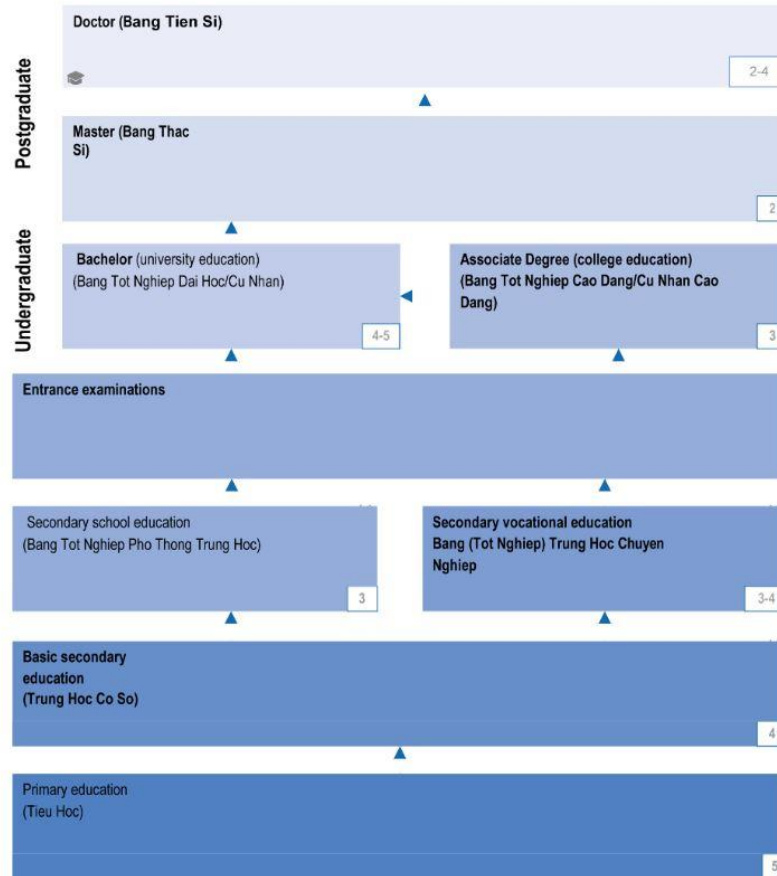 Postgraduate
Doctor (Bang Tien Si)
2-4
Master (Bang Thac
Si)
2
Undergraduate
Bachelor (university education)
(Bang Tot Nghiep Dai Hoc/Cu Nhan)
4-5
Associate Degree (college education)
(Bang Tot Nghiep Cao Dang/Cu Nhan Cao
Dang)
3
Entrance examinations
Secondary school education
(Bang Tot Nghiep Pho Thong Trung Hoc)
3
Secondary vocational education
Bang (Tot Nghiep) Trung Hoc Chuyen
Nghiep
3-4
Basic secondary
education
(Trung Hoc Co So)
4
Primary education
(Tieu Hoc)
5